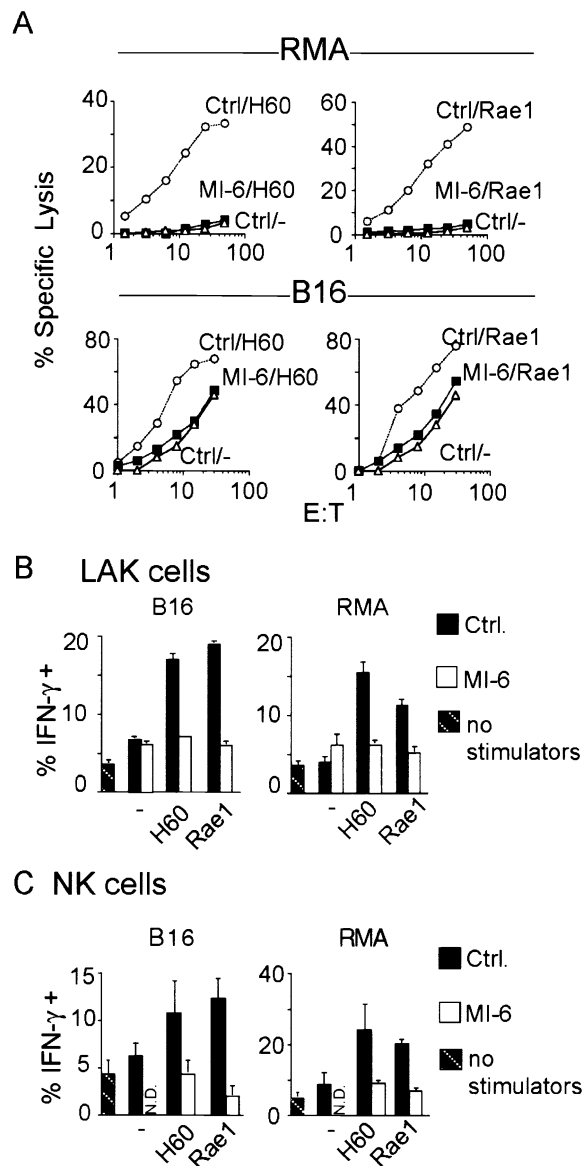 A
RMA
% Specific Lysis
40
20
0
Ctrl/H60
MI-6/H60
Ctrl/-
1 10 100
60
40
20
0
Ctrl/Rae1
MI-6/Rae1
Ctrl/-
1 10 100
B16
80
40
0
Ctrl/H60
MI-6/H60
Ctrl/-
1 10 100
80
40
0
Ctrl/Rae1
MI-6/Rae1
Ctrl/-
1 10 100
E:T
B LAK cells
B16
% IFN-γ +
20
10
0
- H60 Rae1
RMA
20
10
0
- H60 Rae1
Ctrl.
MI-6
no
stimulators
C NK cells
B16
% IFN-γ +
15
10
5
0
N.D.
- H60 Rae1
RMA
40
20
0
N.D.
- H60 Rae1
Ctrl.
MI-6
no
stimulators